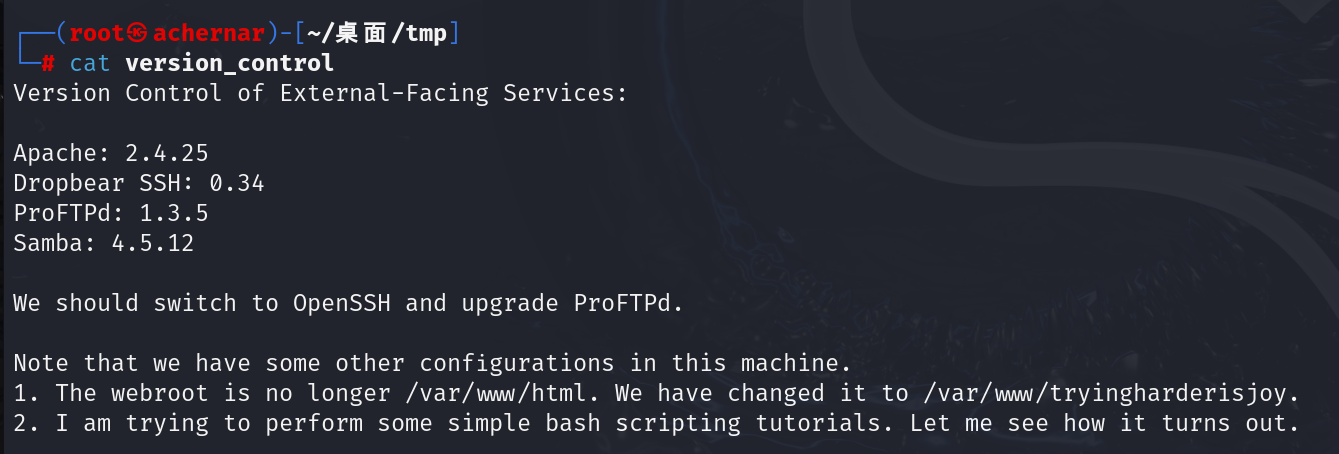 ┌──(root㉿achernar)-[~/桌面/tmp]
└─# cat version_control
Version Control of External-Facing Services:
Apache: 2.4.25
Dropbear SSH: 0.34
ProFTPd: 1.3.5
Samba: 4.5.12
We should switch to OpenSSH and upgrade ProFTPd.
Note that we have some other configurations in this machine.
1. The webroot is no longer /var/www/html. We have changed it to /var/www/tryingharderisjoy.
2. I am trying to perform some simple bash scripting tutorials. Let me see how it turns out.